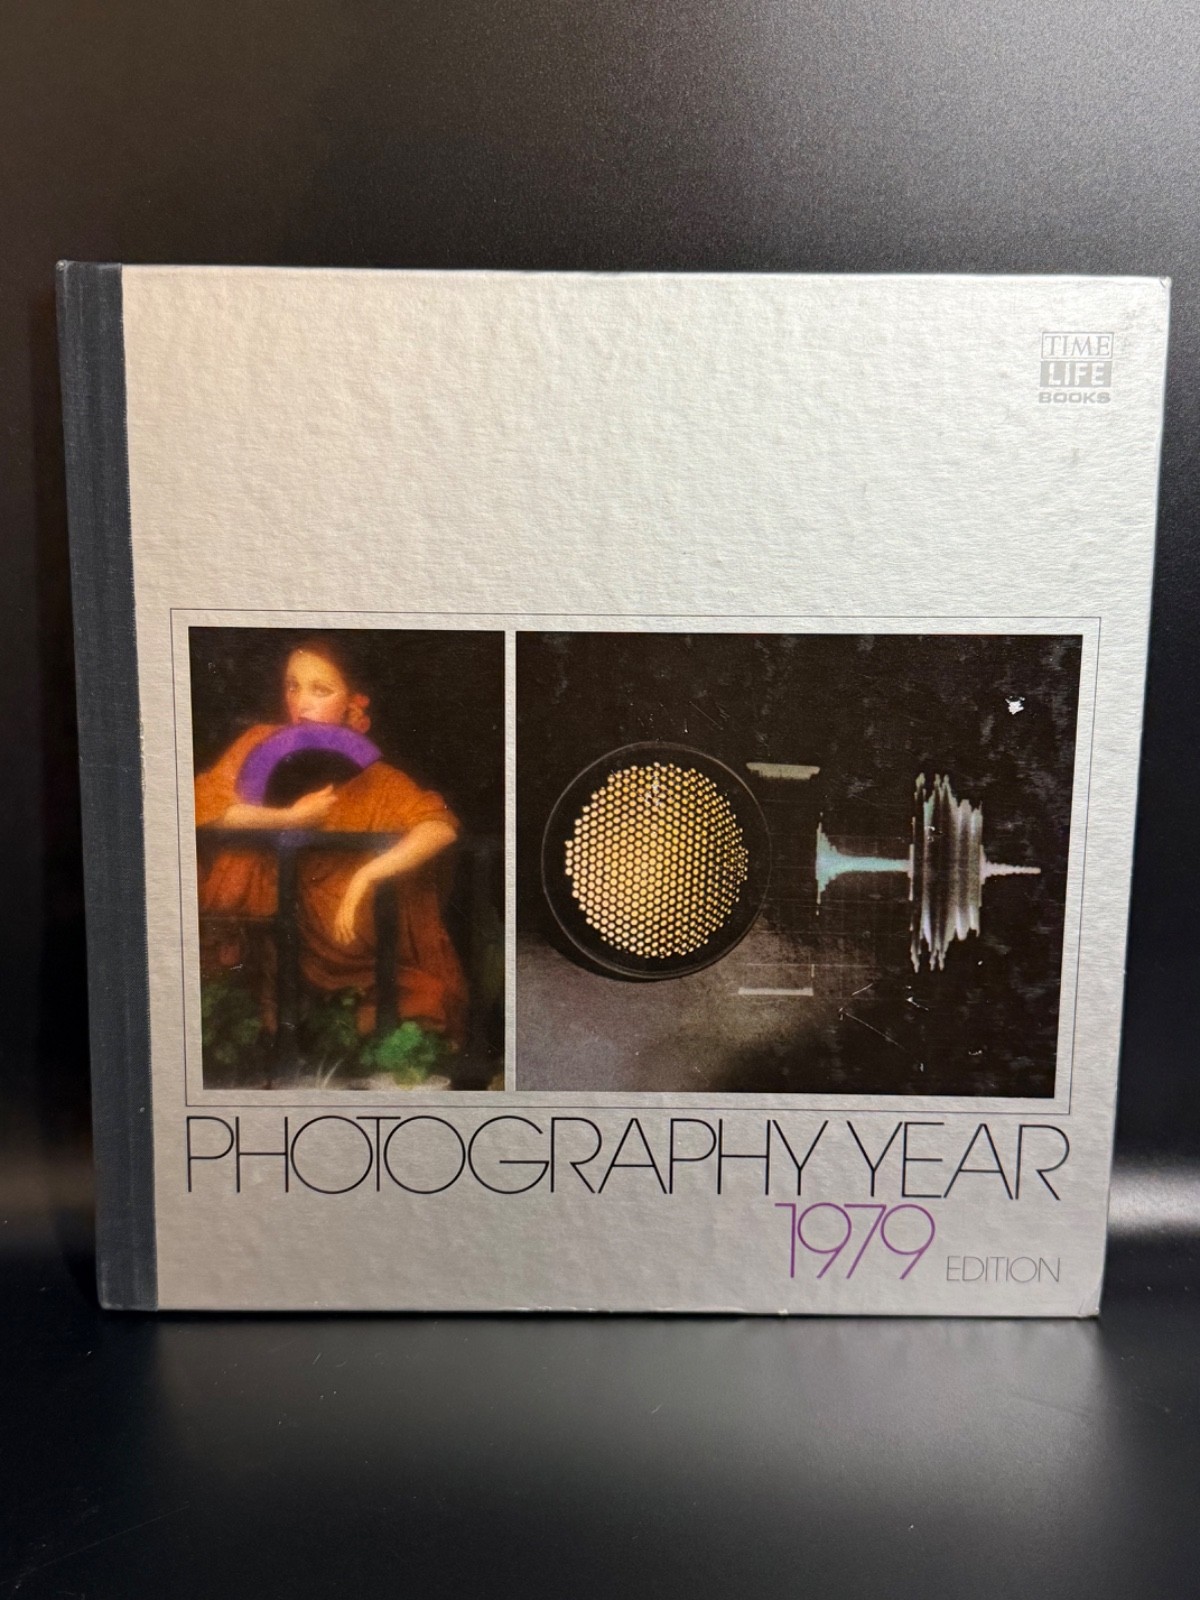 TIME
LIFE
BOOKS
PHOTOGRAPHY YEAR
1979 EDITION